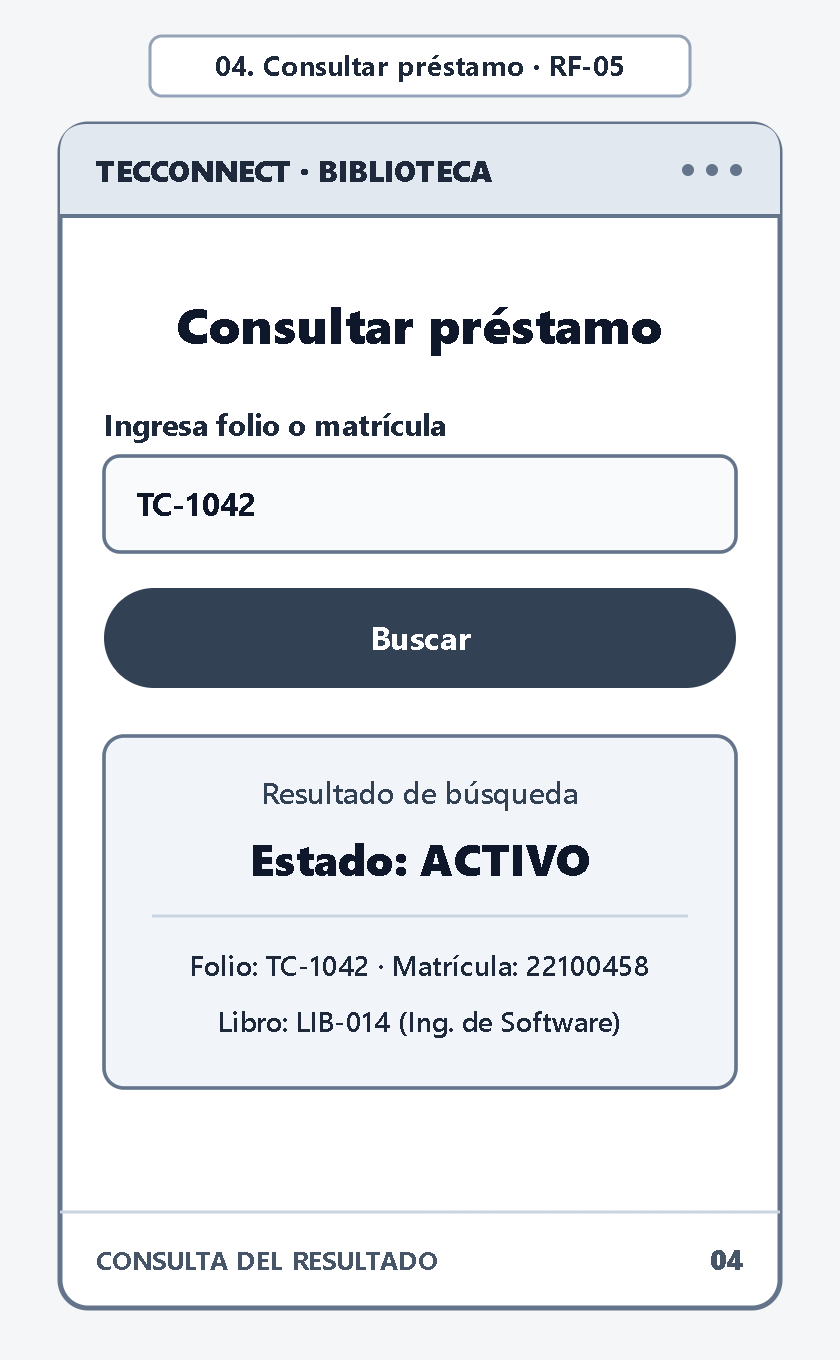 04. Consultar préstamo · RF-05
TECCONNECT · BIBLIOTECA
Consultar préstamo
Ingresa folio o matrícula
TC-1042
Buscar
Resultado de búsqueda
Estado: ACTIVO
Folio: TC-1042 · Matrícula: 22100458
Libro: LIB-014 (Ing. de Software)
CONSULTA DEL RESULTADO 04